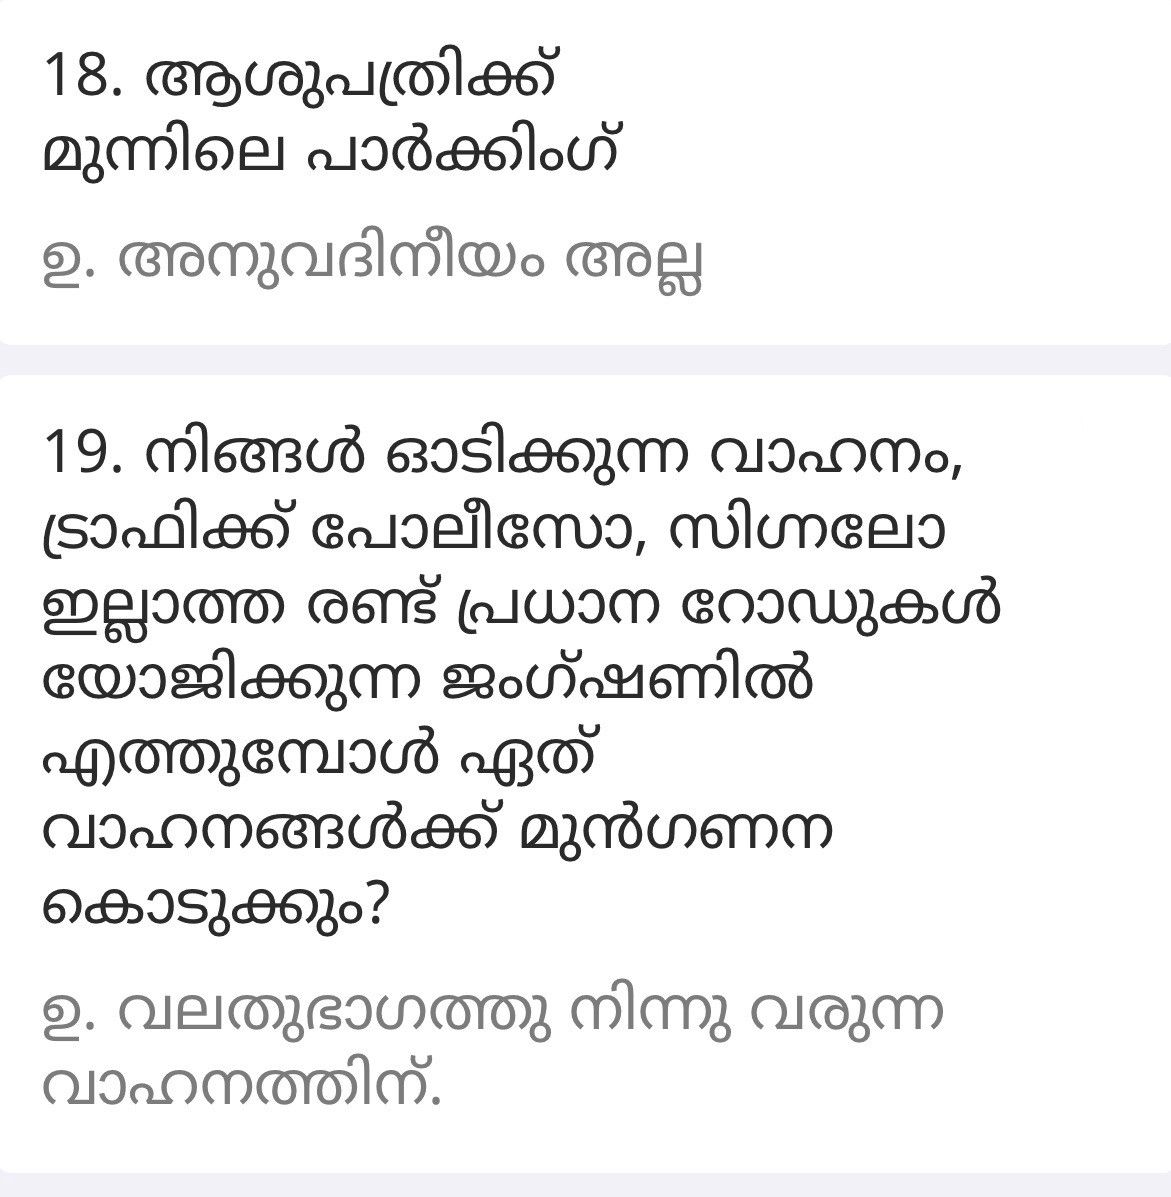 18. ആശുപത്രിക്ക്
മുന്നിലെ പാർക്കിംഗ്
ഉ. അനുവദിനീയം അല്ല
19. നിങ്ങൾ ഓടിക്കുന്ന വാഹനം,
ട്രാഫിക്ക് പോലീസോ, സിഗ്നലോ
ഇല്ലാത്ത രണ്ട് പ്രധാന റോഡുകൾ
യോജിക്കുന്ന ജംഗ്ഷണിൽ
എത്തുമ്പോൾ ഏത്
വാഹനങ്ങൾക്ക് മുൻഗണന
കൊടുക്കും?
ഉ. വലതുഭാഗത്തു നിന്നു വരുന്ന
വാഹനത്തിന്.